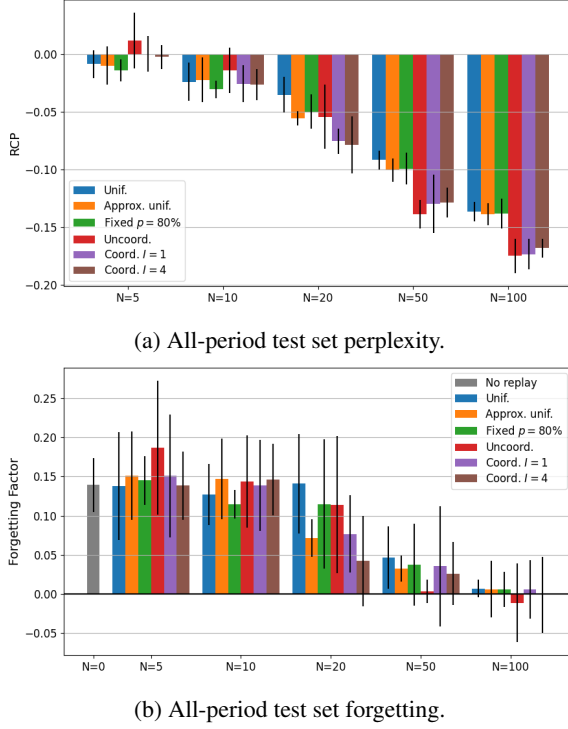 0.00
−0.05
−0.10
−0.15
−0.20
RCP
Unif.
Approx. unif.
Fixed p = 80%
Uncoord.
Coord. I = 1
Coord. I = 4
N=5 N=10 N=20 N=50 N=100
(a) All-period test set perplexity.
0.25
0.20
0.15
0.10
0.05
0.00
−0.05
Forgetting Factor
No replay
Unif.
Approx. unif.
Fixed p = 80%
Uncoord.
Coord. I = 1
Coord. I = 4
N=0 N=5 N=10 N=20 N=50 N=100
(b) All-period test set forgetting.